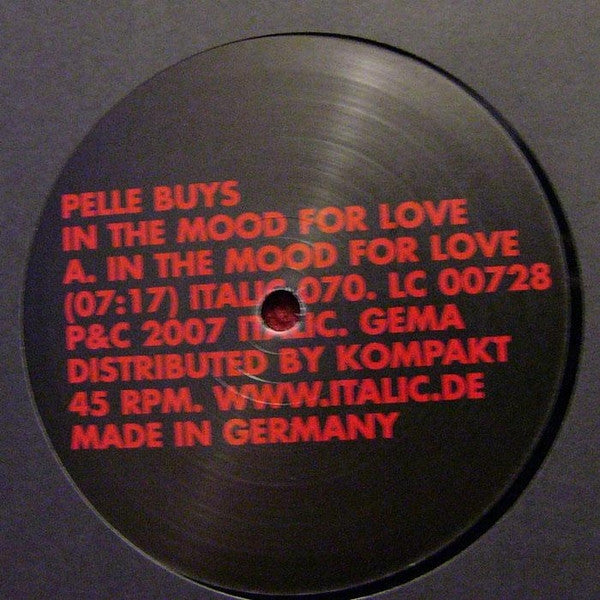 PELLE BUYS
IN THE MOOD FOR LOVE
A. IN THE MOOD FOR LOVE
(07:17) ITALIC 070. LC 00728
P&C 2007 ITALIC. GEMA
DISTRIBUTED BY KOMPAKT
45 RPM. WWW.ITALIC.DE
MADE IN GERMANY